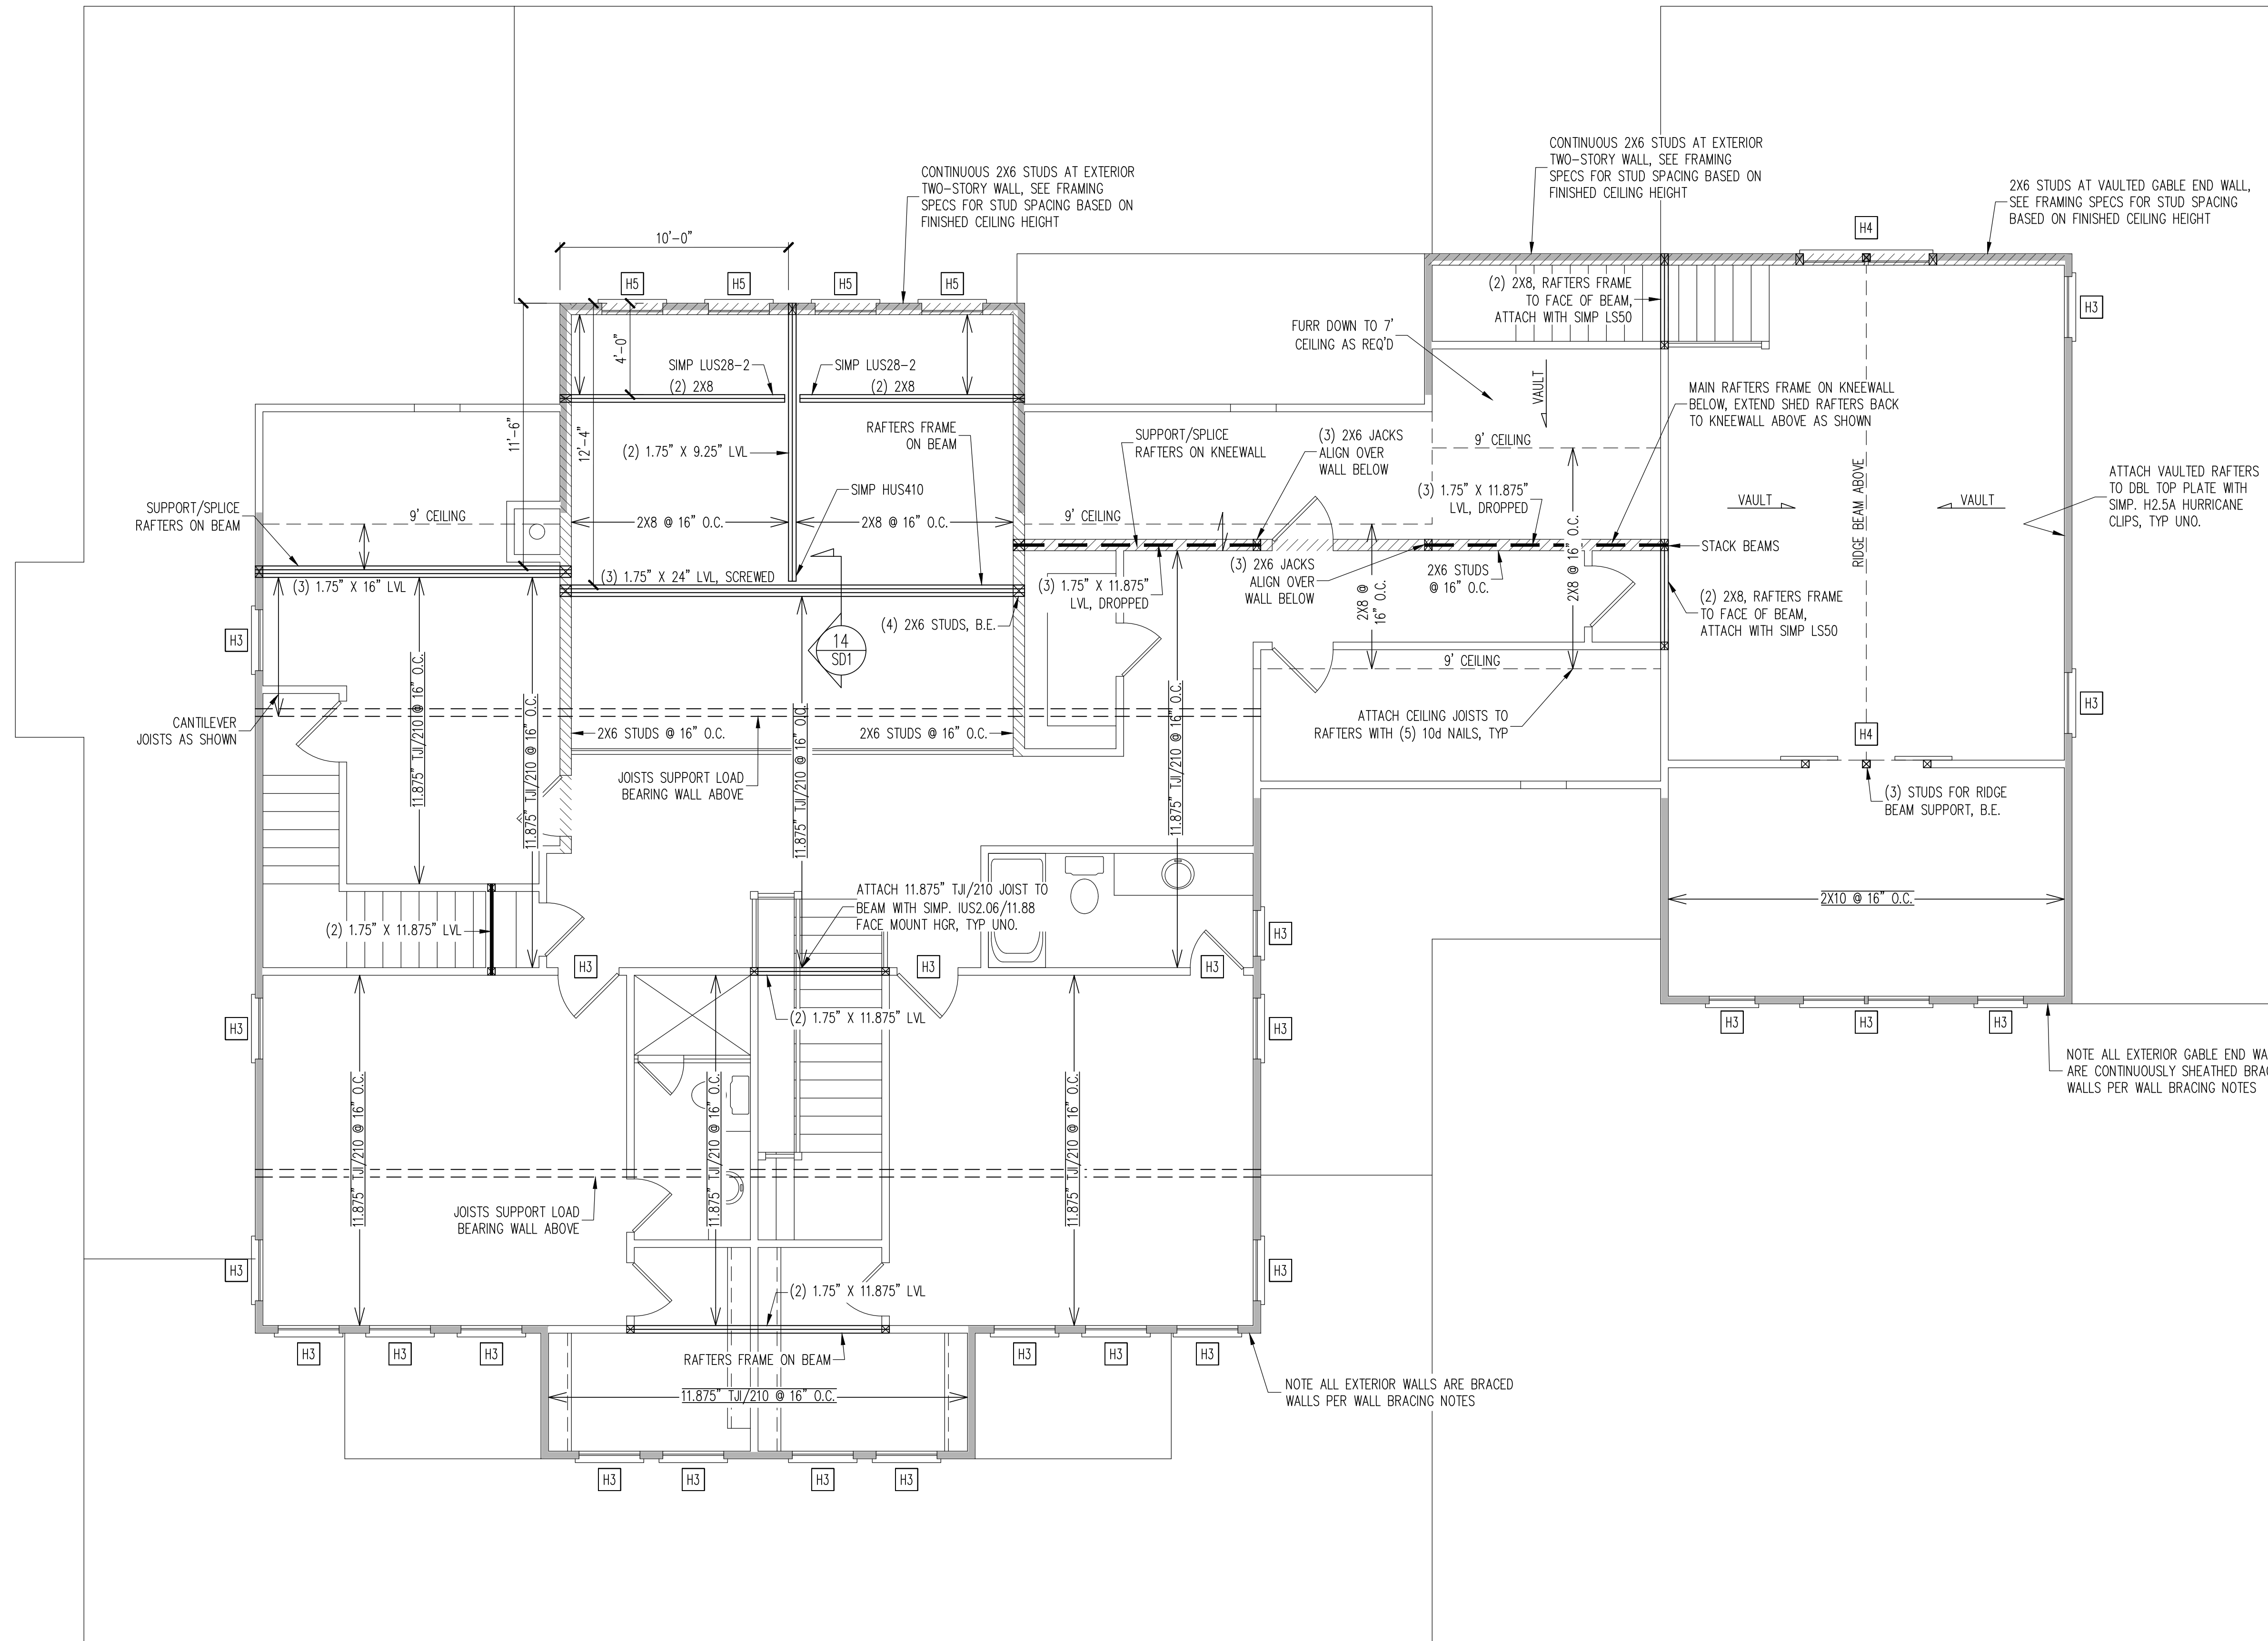 CONTINUOUS 2X6 STUDS AT EXTERIOR
TWO-STORY WALL, SEE FRAMING
SPECS FOR STUD SPACING BASED ON
FINISHED CEILING HEIGHT
CONTINUOUS 2X6 STUDS AT EXTERIOR
TWO-STORY WALL, SEE FRAMING
SPECS FOR STUD SPACING BASED ON
FINISHED CEILING HEIGHT
2X6 STUDS AT VAULTED GABLE END WALL,
SEE FRAMING SPECS FOR STUD SPACING
BASED ON FINISHED CEILING HEIGHT
10'-0"
H5
H5
H5
H5
H4
H3
(2) 2X8, RAFTERS FRAME
TO FACE OF BEAM,
ATTACH WITH SIMP LS50
FURR DOWN TO 7'
CEILING AS REQ'D
VAULT
4'-0"
11'-6"
12'-4"
SIMP LUS28-2
(2) 2X8
SIMP LUS28-2
(2) 2X8
MAIN RAFTERS FRAME ON KNEEWALL
BELOW, EXTEND SHED RAFTERS BACK
TO KNEEWALL ABOVE AS SHOWN
RAFTERS FRAME
ON BEAM
(2) 1.75" X 9.25" LVL
SIMP HUS410
SUPPORT/SPLICE
RAFTERS ON KNEEWALL
(3) 2X6 JACKS
ALIGN OVER
WALL BELOW
9' CEILING
(3) 1.75" X 11.875"
LVL, DROPPED
RIDGE BEAM ABOVE
VAULT
VAULT
ATTACH VAULTED RAFTERS
TO DBL TOP PLATE WITH
SIMP. H2.5A HURRICANE
CLIPS, TYP UNO.
SUPPORT/SPLICE
RAFTERS ON BEAM
9' CEILING
2X8 @ 16" O.C.
2X8 @ 16" O.C.
9' CEILING
STACK BEAMS
(3) 1.75" X 16" LVL
(3) 1.75" X 24" LVL, SCREWED
(3) 1.75" X 11.875"
LVL, DROPPED
(3) 2X6 JACKS
ALIGN OVER
WALL BELOW
2X6 STUDS
@ 16" O.C.
2X8 @
16" O.C.
2X8 @ 16" O.C.
(2) 2X8, RAFTERS FRAME
TO FACE OF BEAM,
ATTACH WITH SIMP LS50
H3
(4) 2X6 STUDS, B.E.
14
SD1
9' CEILING
CANTILEVER
JOISTS AS SHOWN
11.875" TJI/210 @ 16" O.C.
11.875" TJI/210 @ 16" O.C.
2X6 STUDS @ 16" O.C.
11.875" TJI/210 @ 16" O.C.
2X6 STUDS @ 16" O.C.
11.875" TJI/210 @ 16" O.C.
ATTACH CEILING JOISTS TO
RAFTERS WITH (5) 10d NAILS, TYP
H4
H3
JOISTS SUPPORT LOAD
BEARING WALL ABOVE
(3) STUDS FOR RIDGE
BEAM SUPPORT, B.E.
ATTACH 11.875" TJI/210 JOIST TO
BEAM WITH SIMP. IUS2.06/11.88
FACE MOUNT HGR, TYP UNO.
(2) 1.75" X 11.875" LVL
2X10 @ 16" O.C.
H3
H3
H3
H3
H3
(2) 1.75" X 11.875" LVL
H3
H3
H3
H3
NOTE ALL EXTERIOR GABLE END WA
ARE CONTINUOUSLY SHEATHED BRAC
WALLS PER WALL BRACING NOTES
11.875" TJI/210 @ 16" O.C.
11.875" TJI/210 @ 16" O.C.
11.875" TJI/210 @ 16" O.C.
JOISTS SUPPORT LOAD
BEARING WALL ABOVE
H3
H3
(2) 1.75" X 11.875" LVL
H3
H3
H3
RAFTERS FRAME ON BEAM
H3
H3
H3
11.875" TJI/210 @ 16" O.C.
NOTE ALL EXTERIOR WALLS ARE BRACED
WALLS PER WALL BRACING NOTES
H3
H3
H3
H3